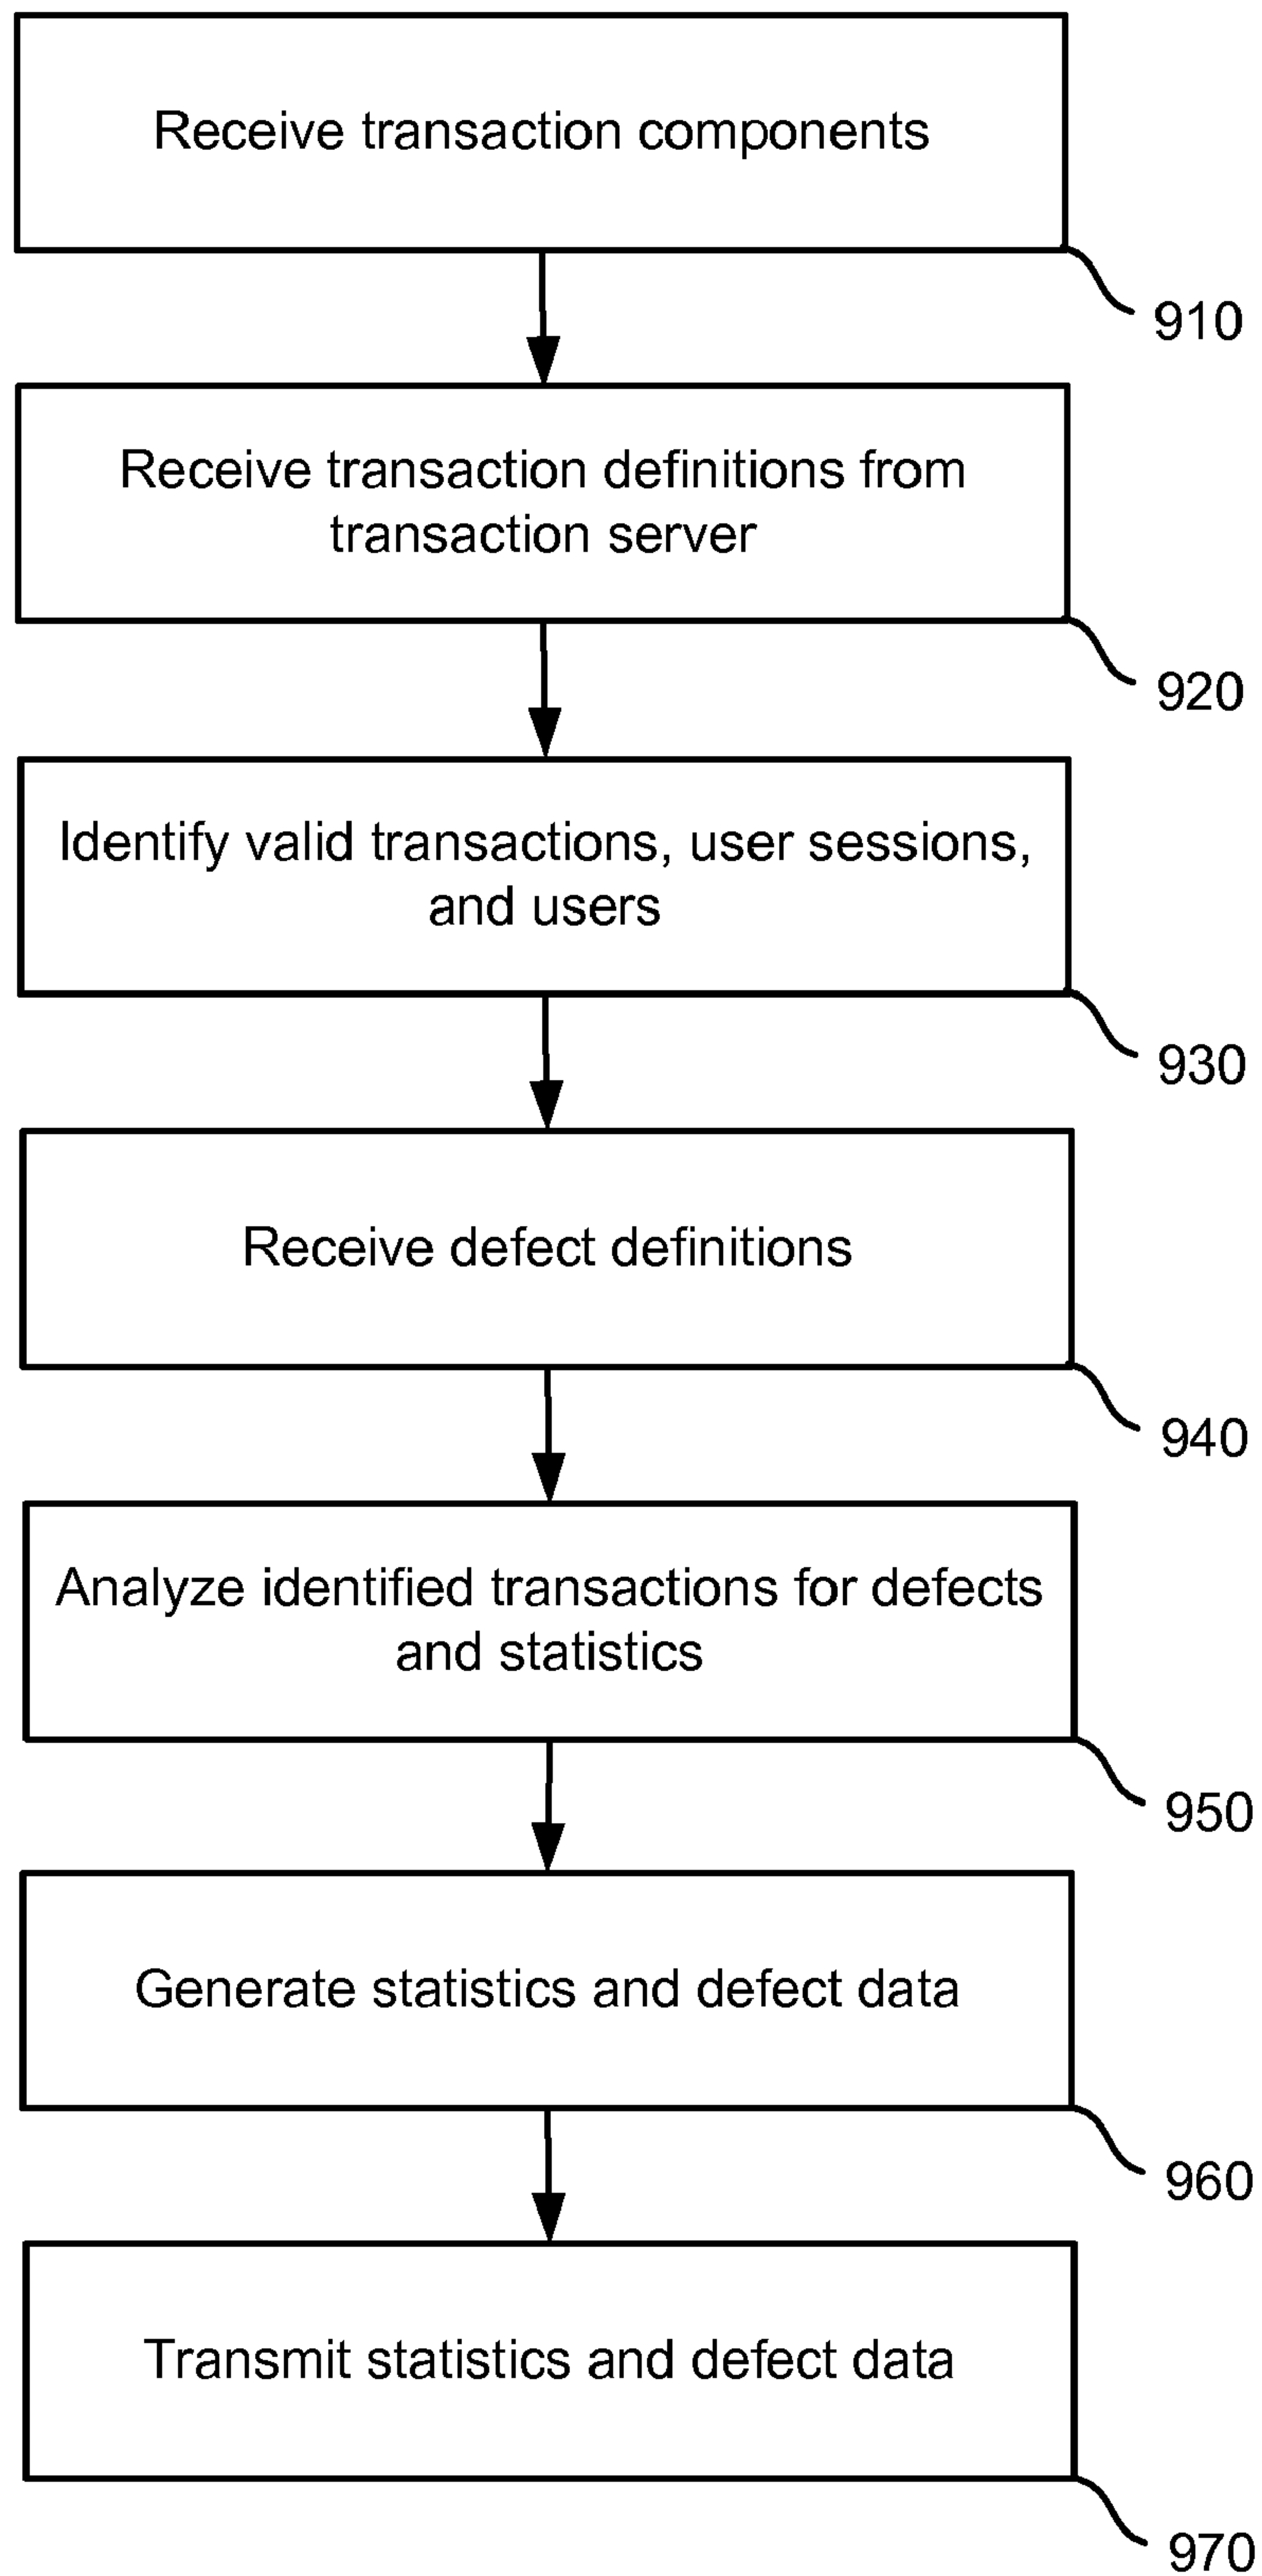 Receive transaction components
910
Receive transaction definitions from
transaction server
920
Identify valid transactions, user sessions,
and users
930
Receive defect definitions
940
Analyze identified transactions for defects
and statistics
950
Generate statistics and defect data
960
Transmit statistics and defect data
970